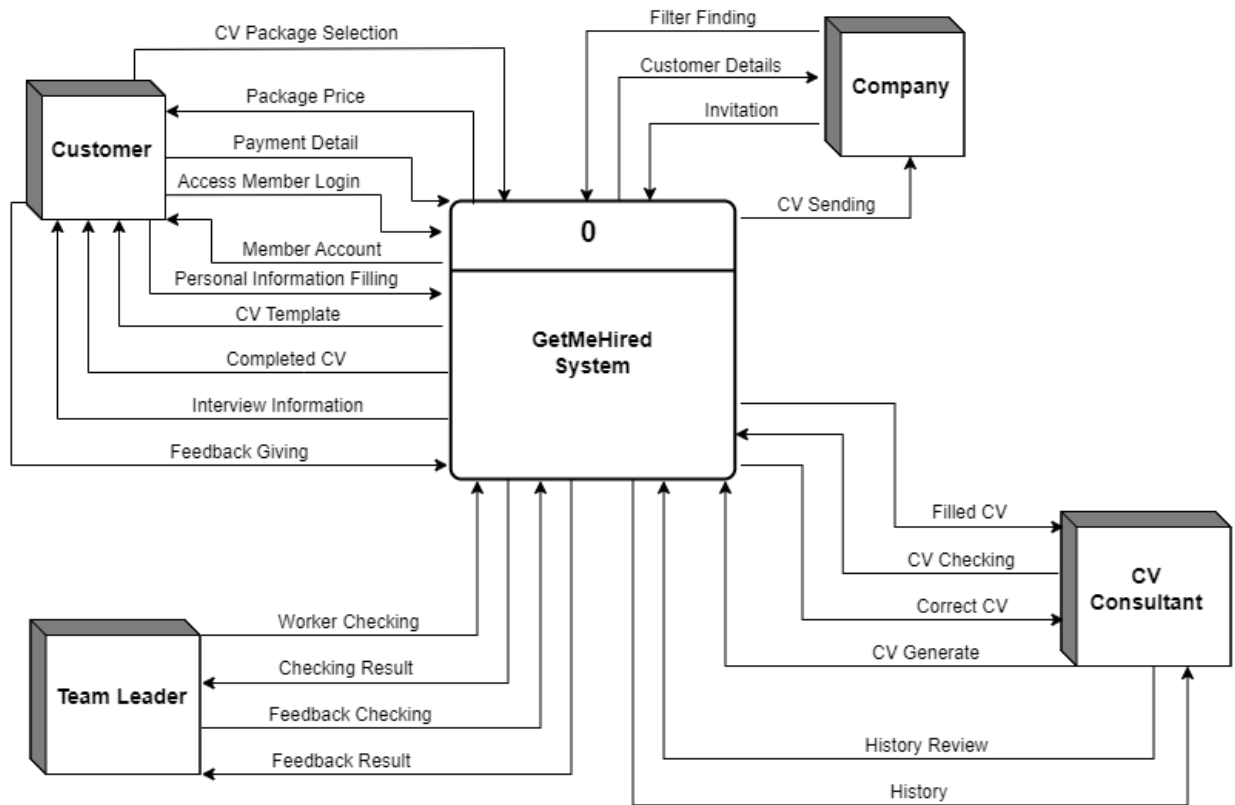 Filter Finding
CV Package Selection
Customer Details
Company
Package Price
Invitation
Customer
Payment Detail
Access Member Login
CV Sending
0
Member Account
Personal Information Filling
CV Template
GetMeHired
System
Completed CV
Interview Information
Feedback Giving
Filled CV
CV Checking
CV
Consultant
Correct CV
Worker Checking
CV Generate
Checking Result
Team Leader
Feedback Checking
History Review
Feedback Result
History